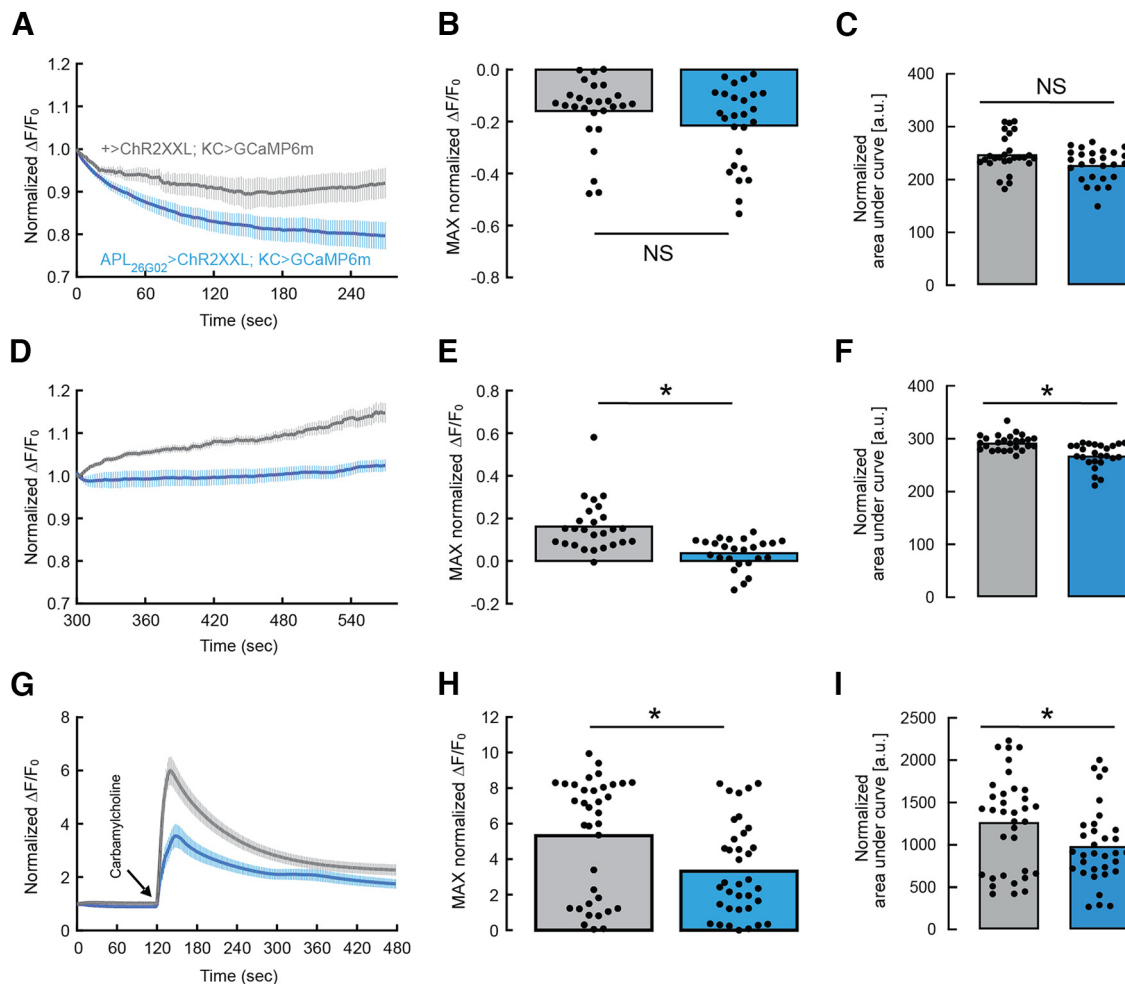 A
Normalized ΔF/F0
1.2
1.1
1.0
0.9
0.8
0.7
+>ChR2XXL; KC>GCaMP6m
APL26G02>ChR2XXL; KC>GCaMP6m
0 60 120 180 240
Time (sec)
B
MAX normalized ΔF/F0
0.0
-0.2
-0.4
-0.6
-0.8
NS
C
Normalized
area under curve [a.u.]
400
300
200
100
0
NS
D
Normalized ΔF/F0
1.2
1.1
1.0
0.9
0.8
0.7
300 360 420 480 540
Time (sec)
E
MAX normalized ΔF/F0
0.8
0.6
0.4
0.2
0.0
-0.2
*
F
Normalized
area under curve [a.u.]
400
300
200
100
0
*
G
Normalized ΔF/F0
8
6
4
2
0
Carbamylcholine
0 60 120 180 240 300 360 420 480
Time (sec)
H
MAX normalized ΔF/F0
12
10
8
6
4
2
0
*
I
Normalized
area under curve [a.u.]
2500
2000
1500
1000
500
0
*